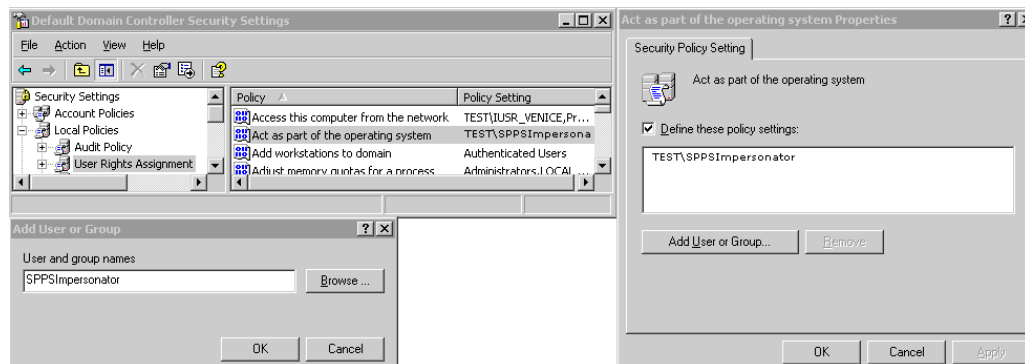 Default Domain Controller Security Settings
File Action View Help
Security Settings
Account Policies
Local Policies
Audit Policy
User Rights Assignment
Policy Policy Setting
Access this computer from the network TEST\IUSR_VENICE,Pr...
Act as part of the operating system TEST\SPPSImpersona
Add workstations to domain Authenticated Users
Adjust memory quotas for a process Administrators,LOCAL ...
Add User or Group
User and group names
SPPSImpersonator
Browse ...
OK Cancel
Act as part of the operating system Properties
Security Policy Setting
Act as part of the operating system
Define these policy settings:
TEST\SPPSImpersonator
Add User or Group... Remove
OK Cancel Apply